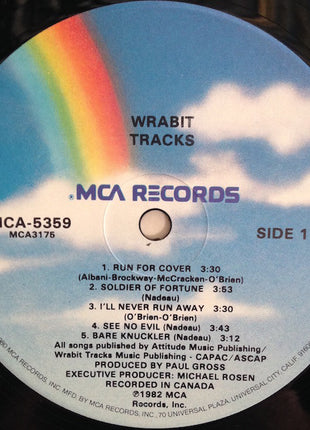 WRABIT
TRACKS
® MCA RECORDS
MCA-5359
MCA3175
SIDE 1
1. RUN FOR COVER 3:30
(Albani-Brockway-McCracken-O'Brien)
2. SOLDIER OF FORTUNE 3:53
(Nadeau)
3. I'LL NEVER RUN AWAY 3:30
(O'Brien-O'Brien)
4. SEE NO EVIL (Nadeau) 3:43
5. BARE KNUCKLER (Nadeau) 3:12
All songs published by Attitude Music Publishing/
Wrabit Tracks Music Publishing - CAPAC/ASCAP
PRODUCED BY PAUL GROSS
EXECUTIVE PRODUCER: MICHAEL ROSEN
RECORDED IN CANADA
℗1982 MCA
Records, Inc.
MCA RECORDS, INC. MFG. BY MCA RECORDS, INC., 70 UNIVERSAL PLAZA, UNIVERSAL CITY, CALIF.